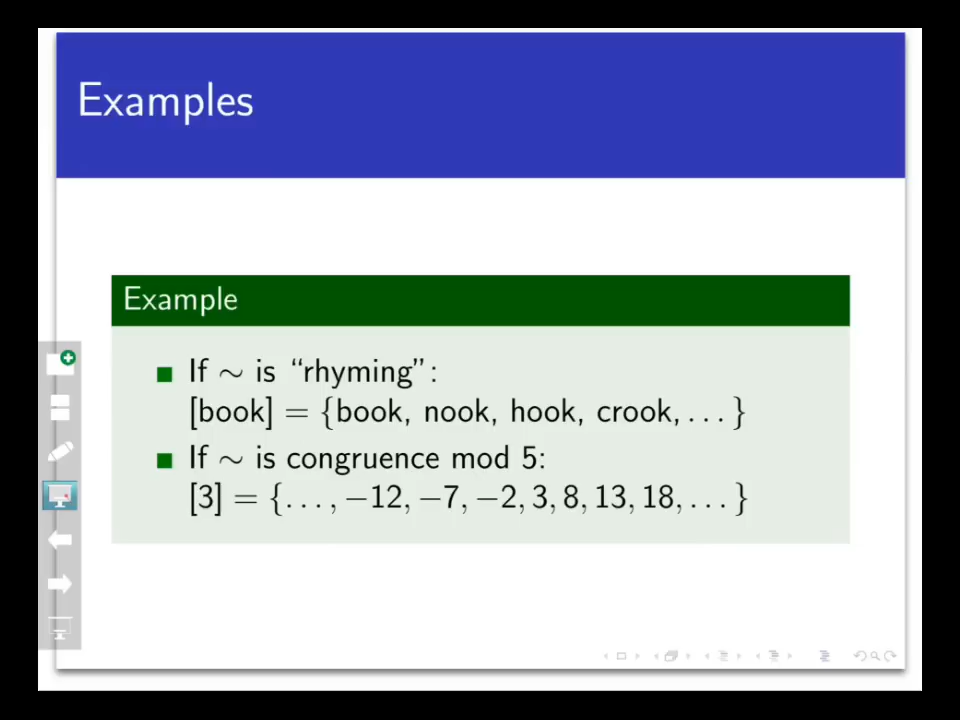 Examples
Example
If ∼ is “rhyming”:
[book] = {book, nook, hook, crook, . . . }
If ∼ is congruence mod 5:
[3] = {. . . , −12, −7, −2, 3, 8, 13, 18, . . . }